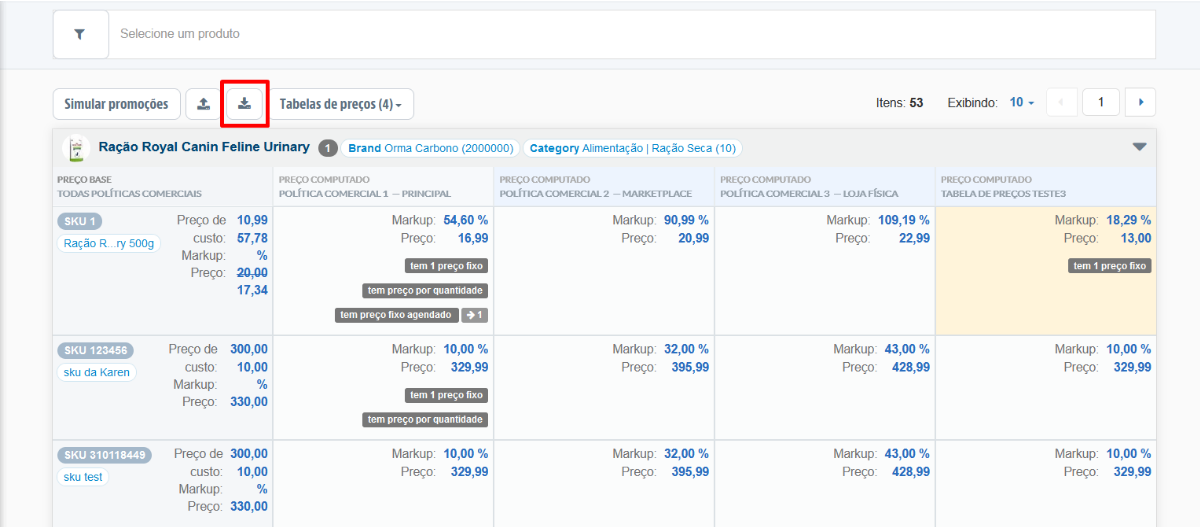 Selecione um produto
Simular promoções
Tabelas de preços (4)
Itens: 53
Exibindo: 10
1
Ração Royal Canin Feline Urinary 1 Brand Orma Carbono (2000000) Category Alimentação | Ração Seca (10)
PREÇO BASE
TODAS POLÍTICAS COMERCIAIS
PREÇO COMPUTADO
POLÍTICA COMERCIAL 1 — PRINCIPAL
PREÇO COMPUTADO
POLÍTICA COMERCIAL 2 — MARKETPLACE
PREÇO COMPUTADO
POLÍTICA COMERCIAL 3 — LOJA FÍSICA
PREÇO COMPUTADO
TABELA DE PREÇOS TESTE3
SKU 1
Ração R...ry 500g
Preço de 10,99
custo: 57,78
Markup: %
Preço: 20,00
17,34
Markup: 54,60 %
Preço: 16,99
tem 1 preço fixo
tem preço por quantidade
tem preço fixo agendado → 1
Markup: 90,99 %
Preço: 20,99
Markup: 109,19 %
Preço: 22,99
Markup: 18,29 %
Preço: 13,00
tem 1 preço fixo
SKU 123456
sku da Karen
Preço de 300,00
custo: 10,00
Markup: %
Preço: 330,00
Markup: 10,00 %
Preço: 329,99
tem 1 preço fixo
tem preço por quantidade
Markup: 32,00 %
Preço: 395,99
Markup: 43,00 %
Preço: 428,99
Markup: 10,00 %
Preço: 329,99
SKU 310118449
sku test
Preço de 300,00
custo: 10,00
Markup: %
Preço: 330,00
Markup: 10,00 %
Preço: 329,99
Markup: 32,00 %
Preço: 395,99
Markup: 43,00 %
Preço: 428,99
Markup: 10,00 %
Preço: 329,99